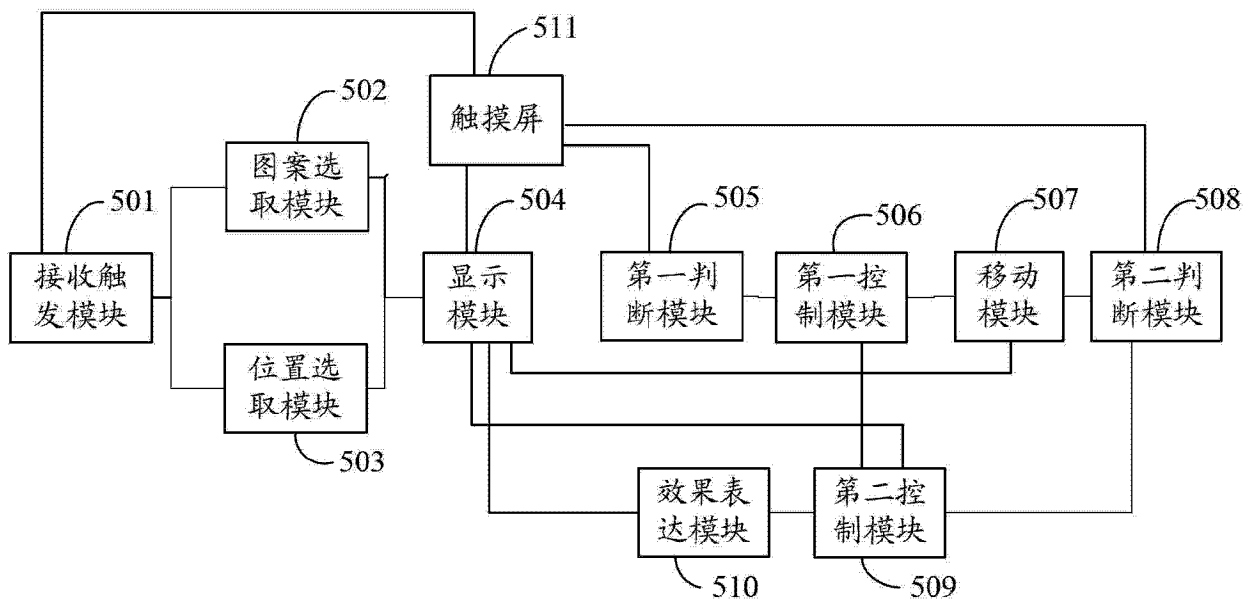 511
触摸屏
502
图案选
取模块
501
接收触
发模块
504
显示
模块
505
第一判
断模块
506
第一控
制模块
507
移动
模块
508
第二判
断模块
位置选
取模块
503
效果表
达模块
510
第二控
制模块
509